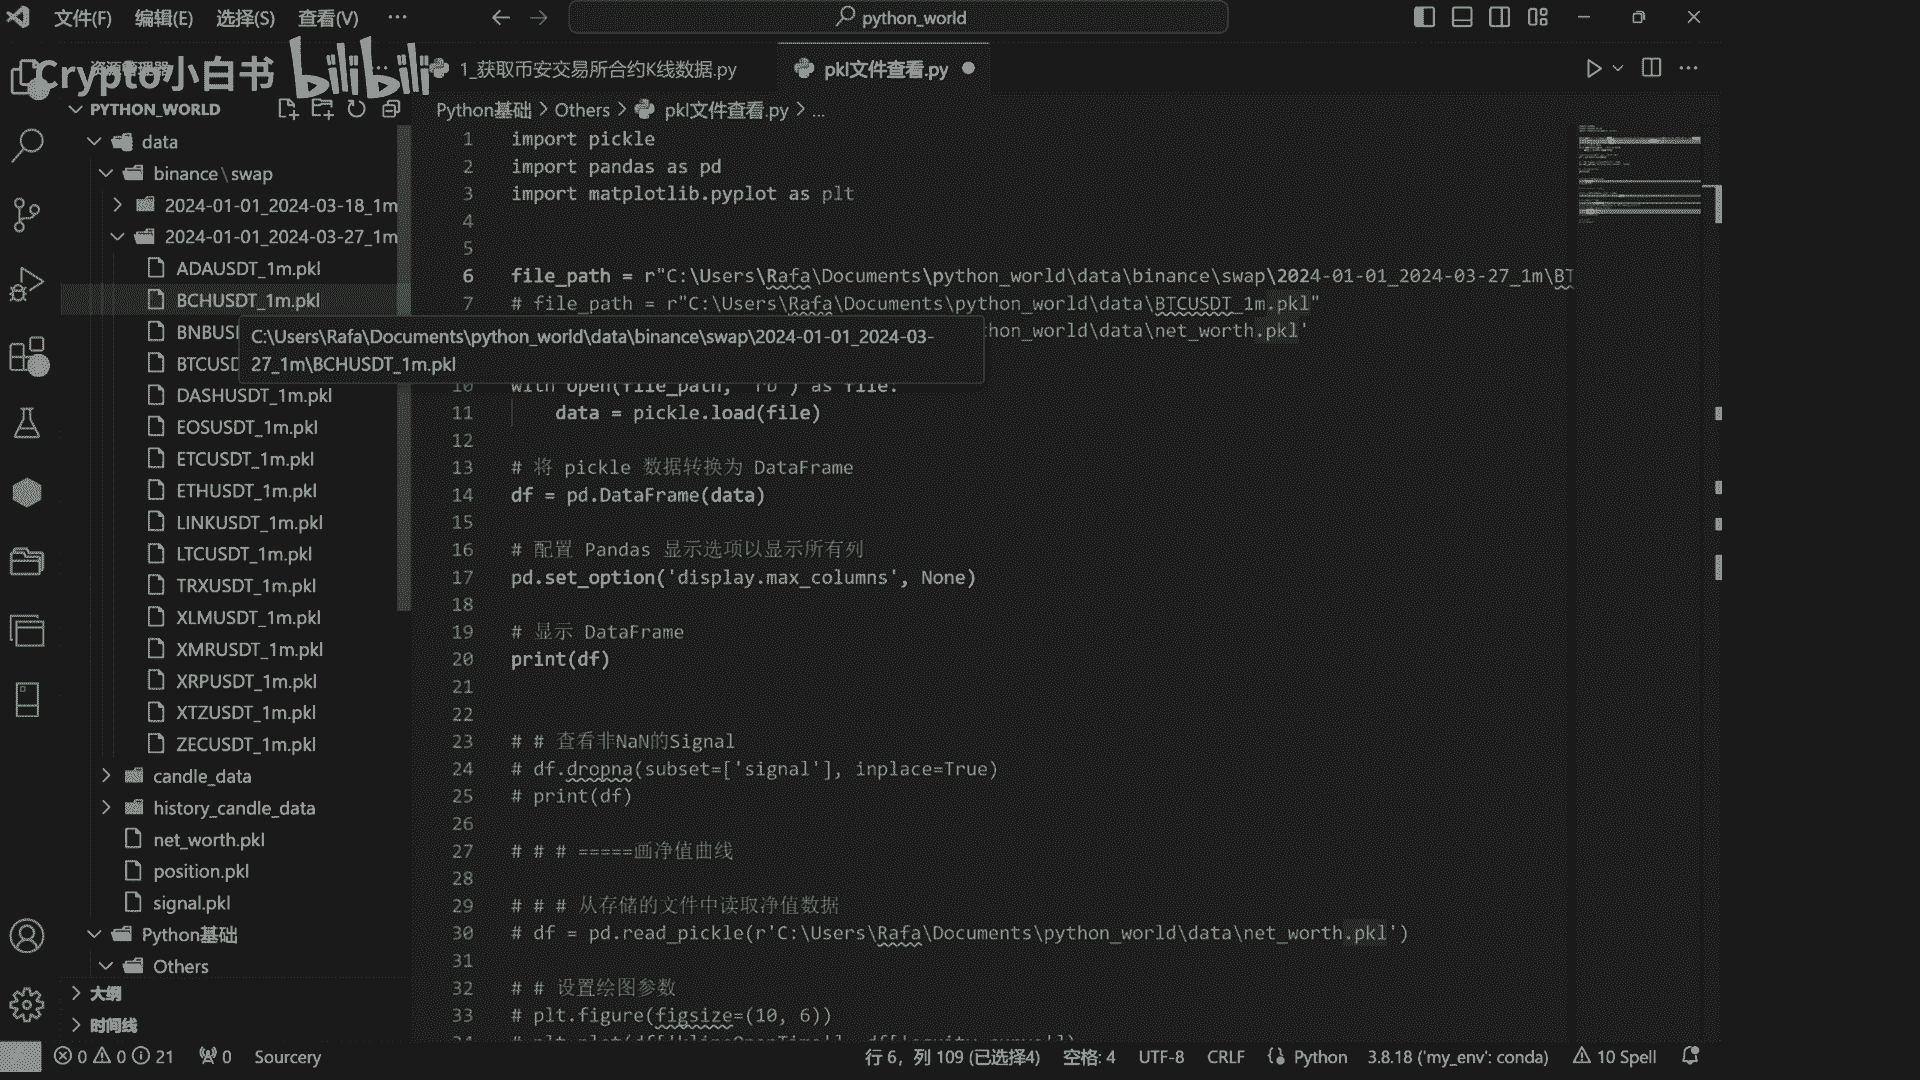 文件(F) 编辑(E) 选择(S) 查看(V) ··· python_world
Crypto小白书 bilibili
资源管理器 1_获取币安交易所合约K线数据.py pkl文件查看.py
PYTHON_WORLD
Python基础 > Others > pkl文件查看.py > ...
data
binance\swap
2024-01-01_2024-03-18_1m
2024-01-01_2024-03-27_1m
ADAUSDT_1m.pkl
BCHUSDT_1m.pkl
BNBUS
BTCUSD
DASHUSDT_1m.pkl
EOSUSDT_1m.pkl
ETCUSDT_1m.pkl
ETHUSDT_1m.pkl
LINKUSDT_1m.pkl
LTCUSDT_1m.pkl
TRXUSDT_1m.pkl
XLMUSDT_1m.pkl
XMRUSDT_1m.pkl
XRPUSDT_1m.pkl
XTZUSDT_1m.pkl
ZECUSDT_1m.pkl
candle_data
history_candle_data
net_worth.pkl
position.pkl
signal.pkl
Python基础
Others
大纲
时间线
C:\Users\Rafa\Documents\python_world\data\binance\swap\2024-01-01_2024-03-
27_1m\BCHUSDT_1m.pkl
1 import pickle
2 import pandas as pd
3 import matplotlib.pyplot as plt
4
5
6 file_path = r"C:\Users\Rafa\Documents\python_world\data\binance\swap\2024-01-01_2024-03-27_1m\BT
7 # file_path = r"C:\Users\Rafa\Documents\python_world\data\BTCUSDT_1m.pkl"
on_world\data\net_worth.pkl'
10 with open(file_path, 'rb') as file:
11 data = pickle.load(file)
12
13 # 将 pickle 数据转换为 DataFrame
14 df = pd.DataFrame(data)
15
16 # 配置 Pandas 显示选项以显示所有列
17 pd.set_option('display.max_columns', None)
18
19 # 显示 DataFrame
20 print(df)
21
22
23 # # 查看非NaN的Signal
24 # df.dropna(subset=['signal'], inplace=True)
25 # print(df)
26
27 # # # =====画净值曲线
28
29 # # # 从存储的文件中读取净值数据
30 # df = pd.read_pickle(r'C:\Users\Rafa\Documents\python_world\data\net_worth.pkl')
31
32 # # 设置绘图参数
33 # plt.figure(figsize=(10, 6))
0 0 21 0 Sourcery 行 6，列 109 (已选择4) 空格: 4 UTF-8 CRLF Python 3.8.18 ('my_env': conda) 10 Spell